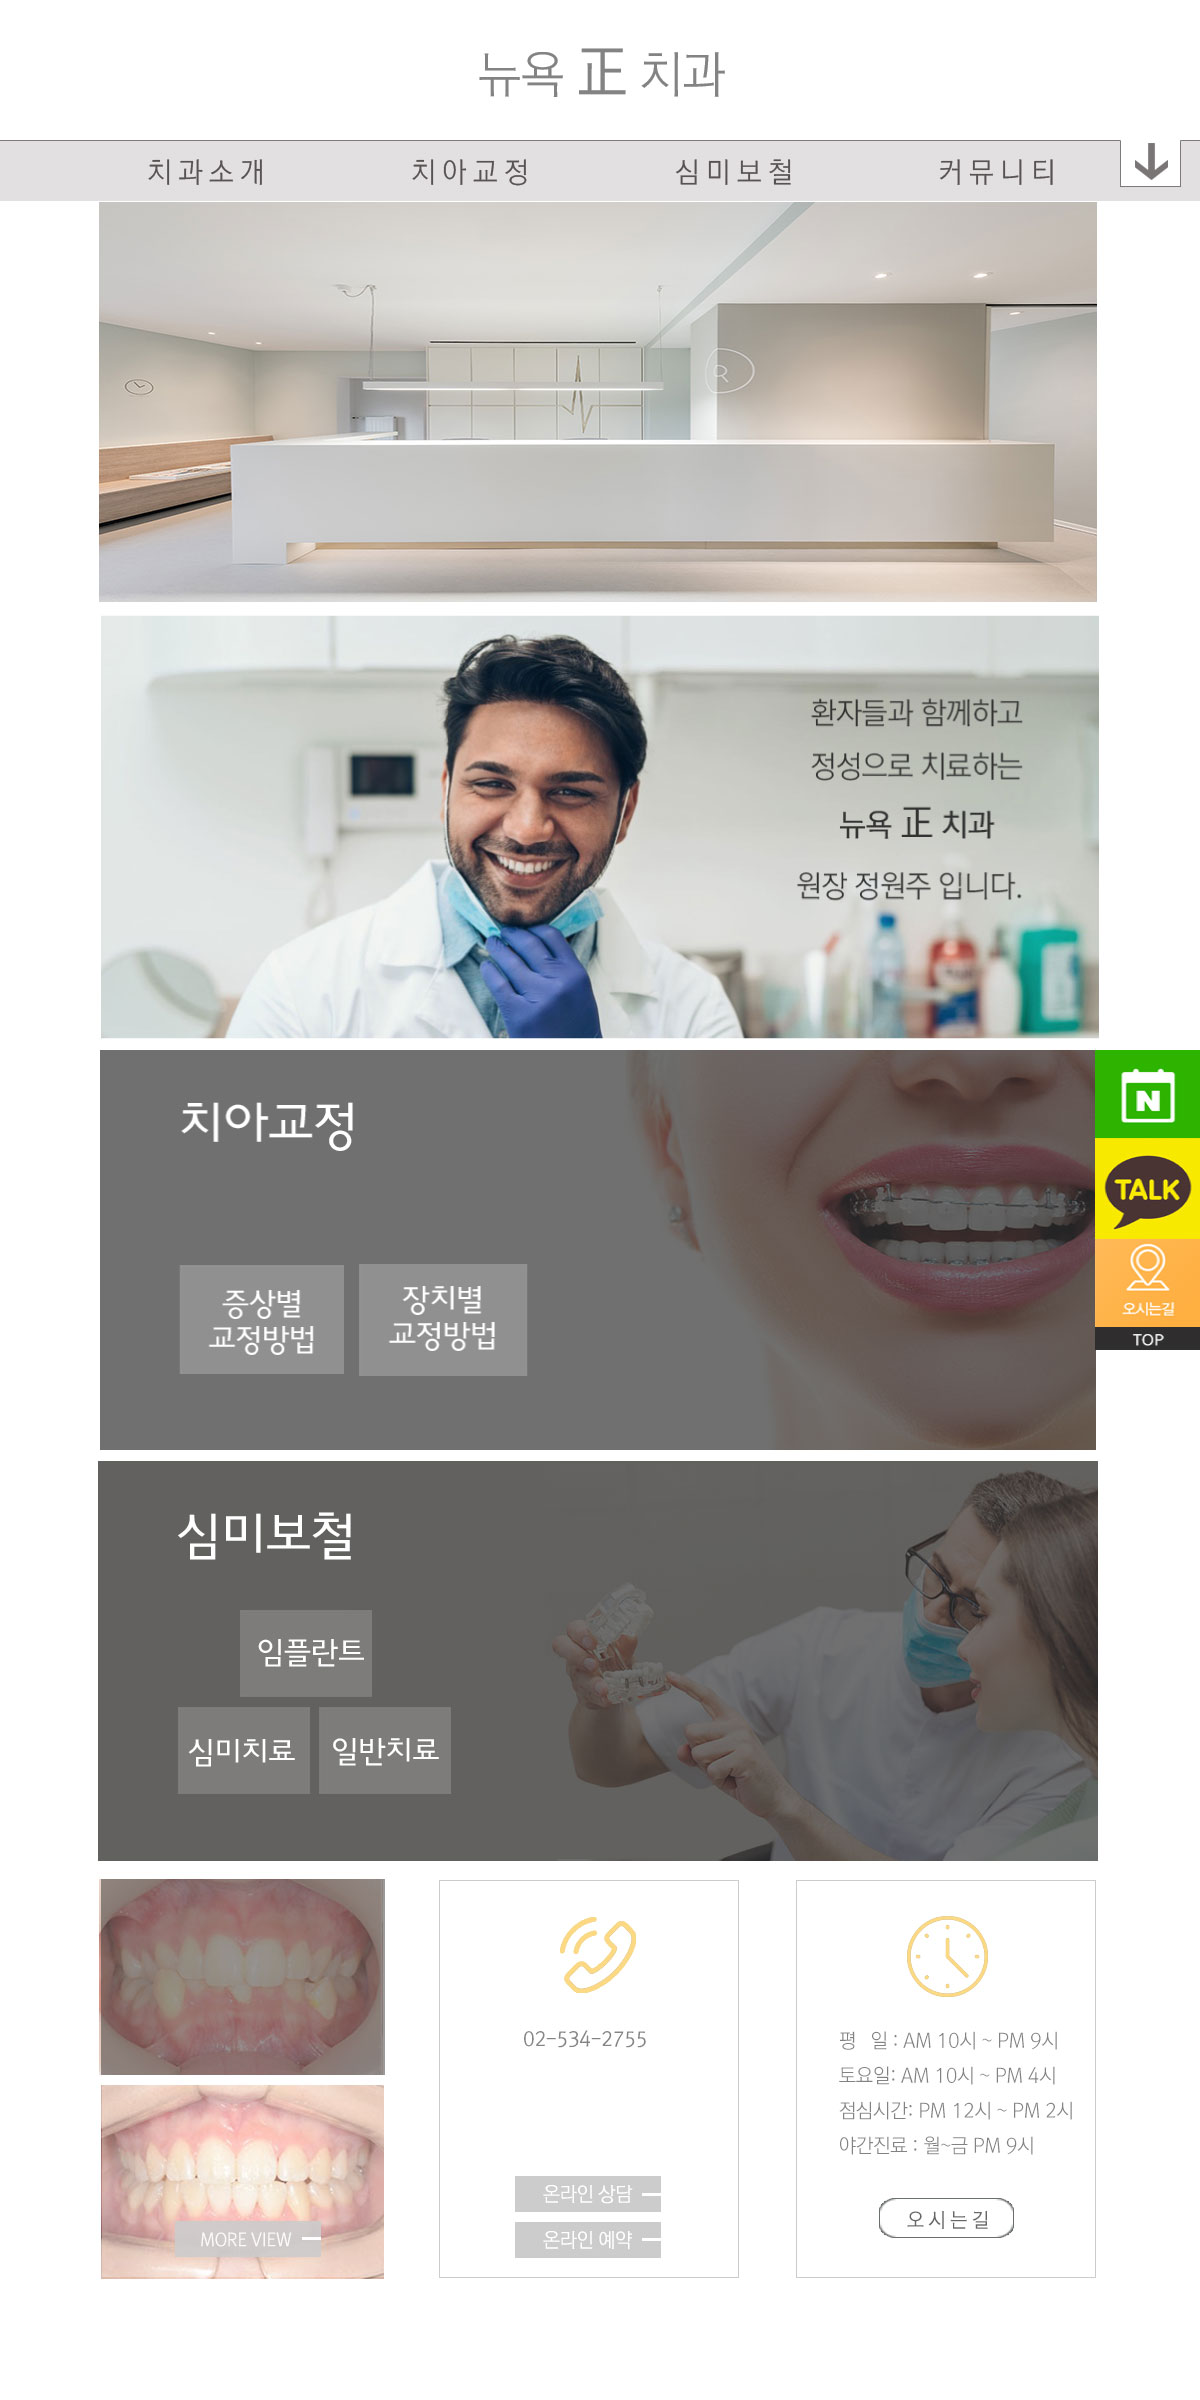 뉴욕 正 치과
치과소개 치아교정 심미보철 커뮤니티
환자들과 함께하고
정성으로 치료하는
뉴욕 正 치과
원장 정원주 입니다.
치아교정
증상별
교정방법
장치별
교정방법
N
TALK
오시는길
TOP
심미보철
임플란트
심미치료
일반치료
MORE VIEW
02-534-2755
온라인 상담
온라인 예약
평 일 : AM 10시 ~ PM 9시
토요일: AM 10시 ~ PM 4시
점심시간: PM 12시 ~ PM 2시
야간진료 : 월~금 PM 9시
오시는길